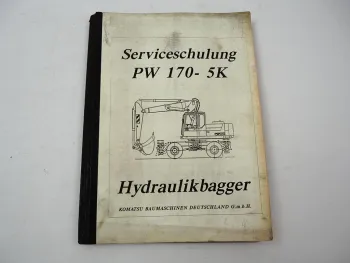 Serviceschulung
PW 170- 5K
Hydraulikbagger
KOMATSU BAUMASCHINEN DEUTSCHLAND G.m.b.H.